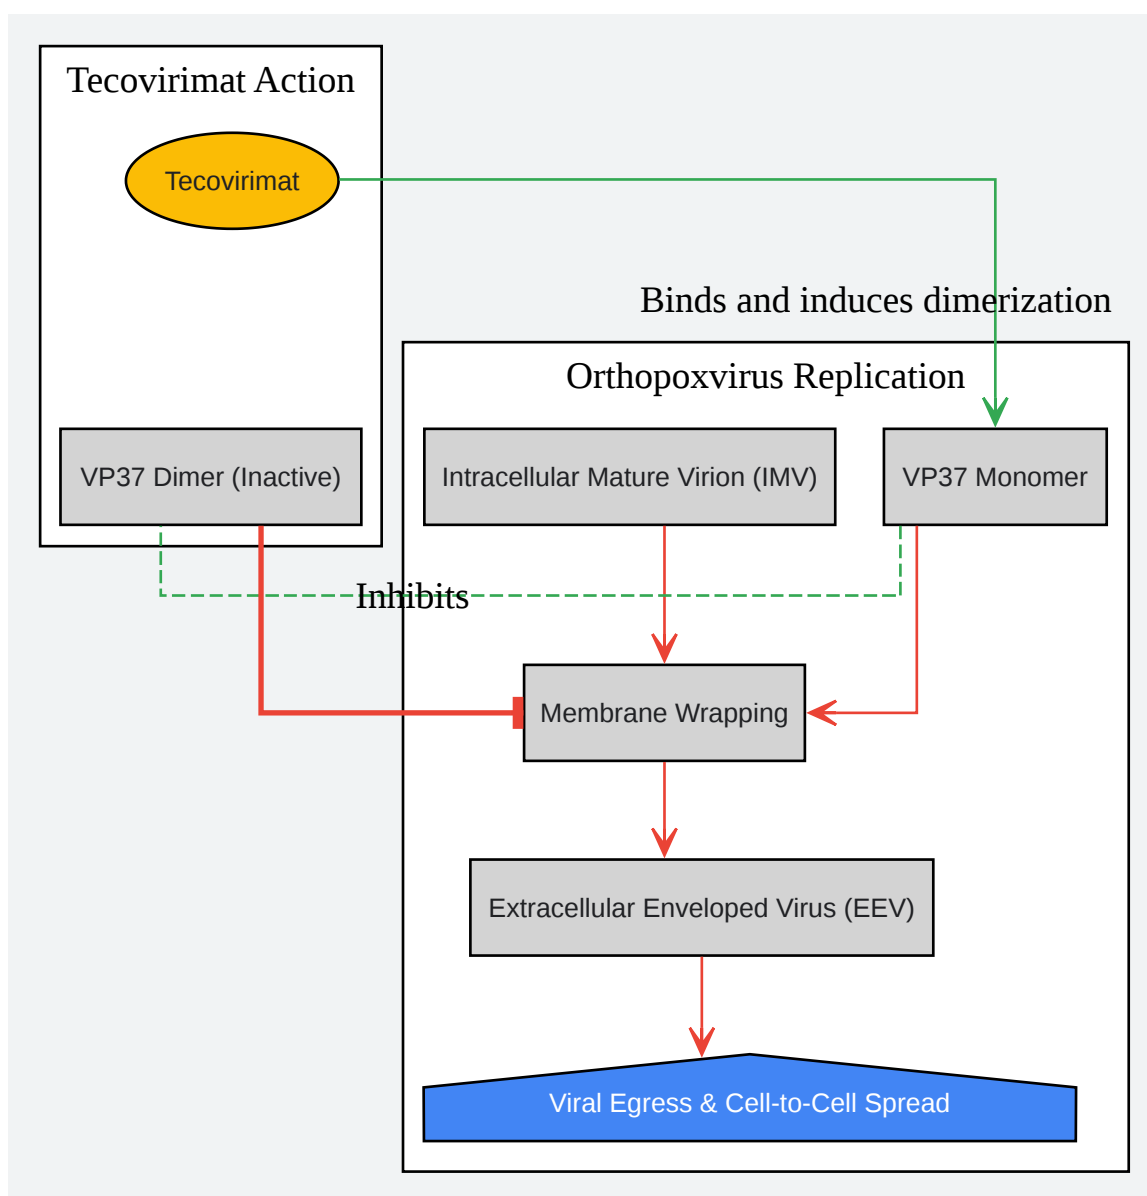 Tecovirimat Action
Tecovirimat
Binds and induces dimerization
Orthopoxvirus Replication
VP37 Dimer (Inactive)
Intracellular Mature Virion (IMV)
VP37 Monomer
Inhibits
Membrane Wrapping
Extracellular Enveloped Virus (EEV)
Viral Egress & Cell-to-Cell Spread